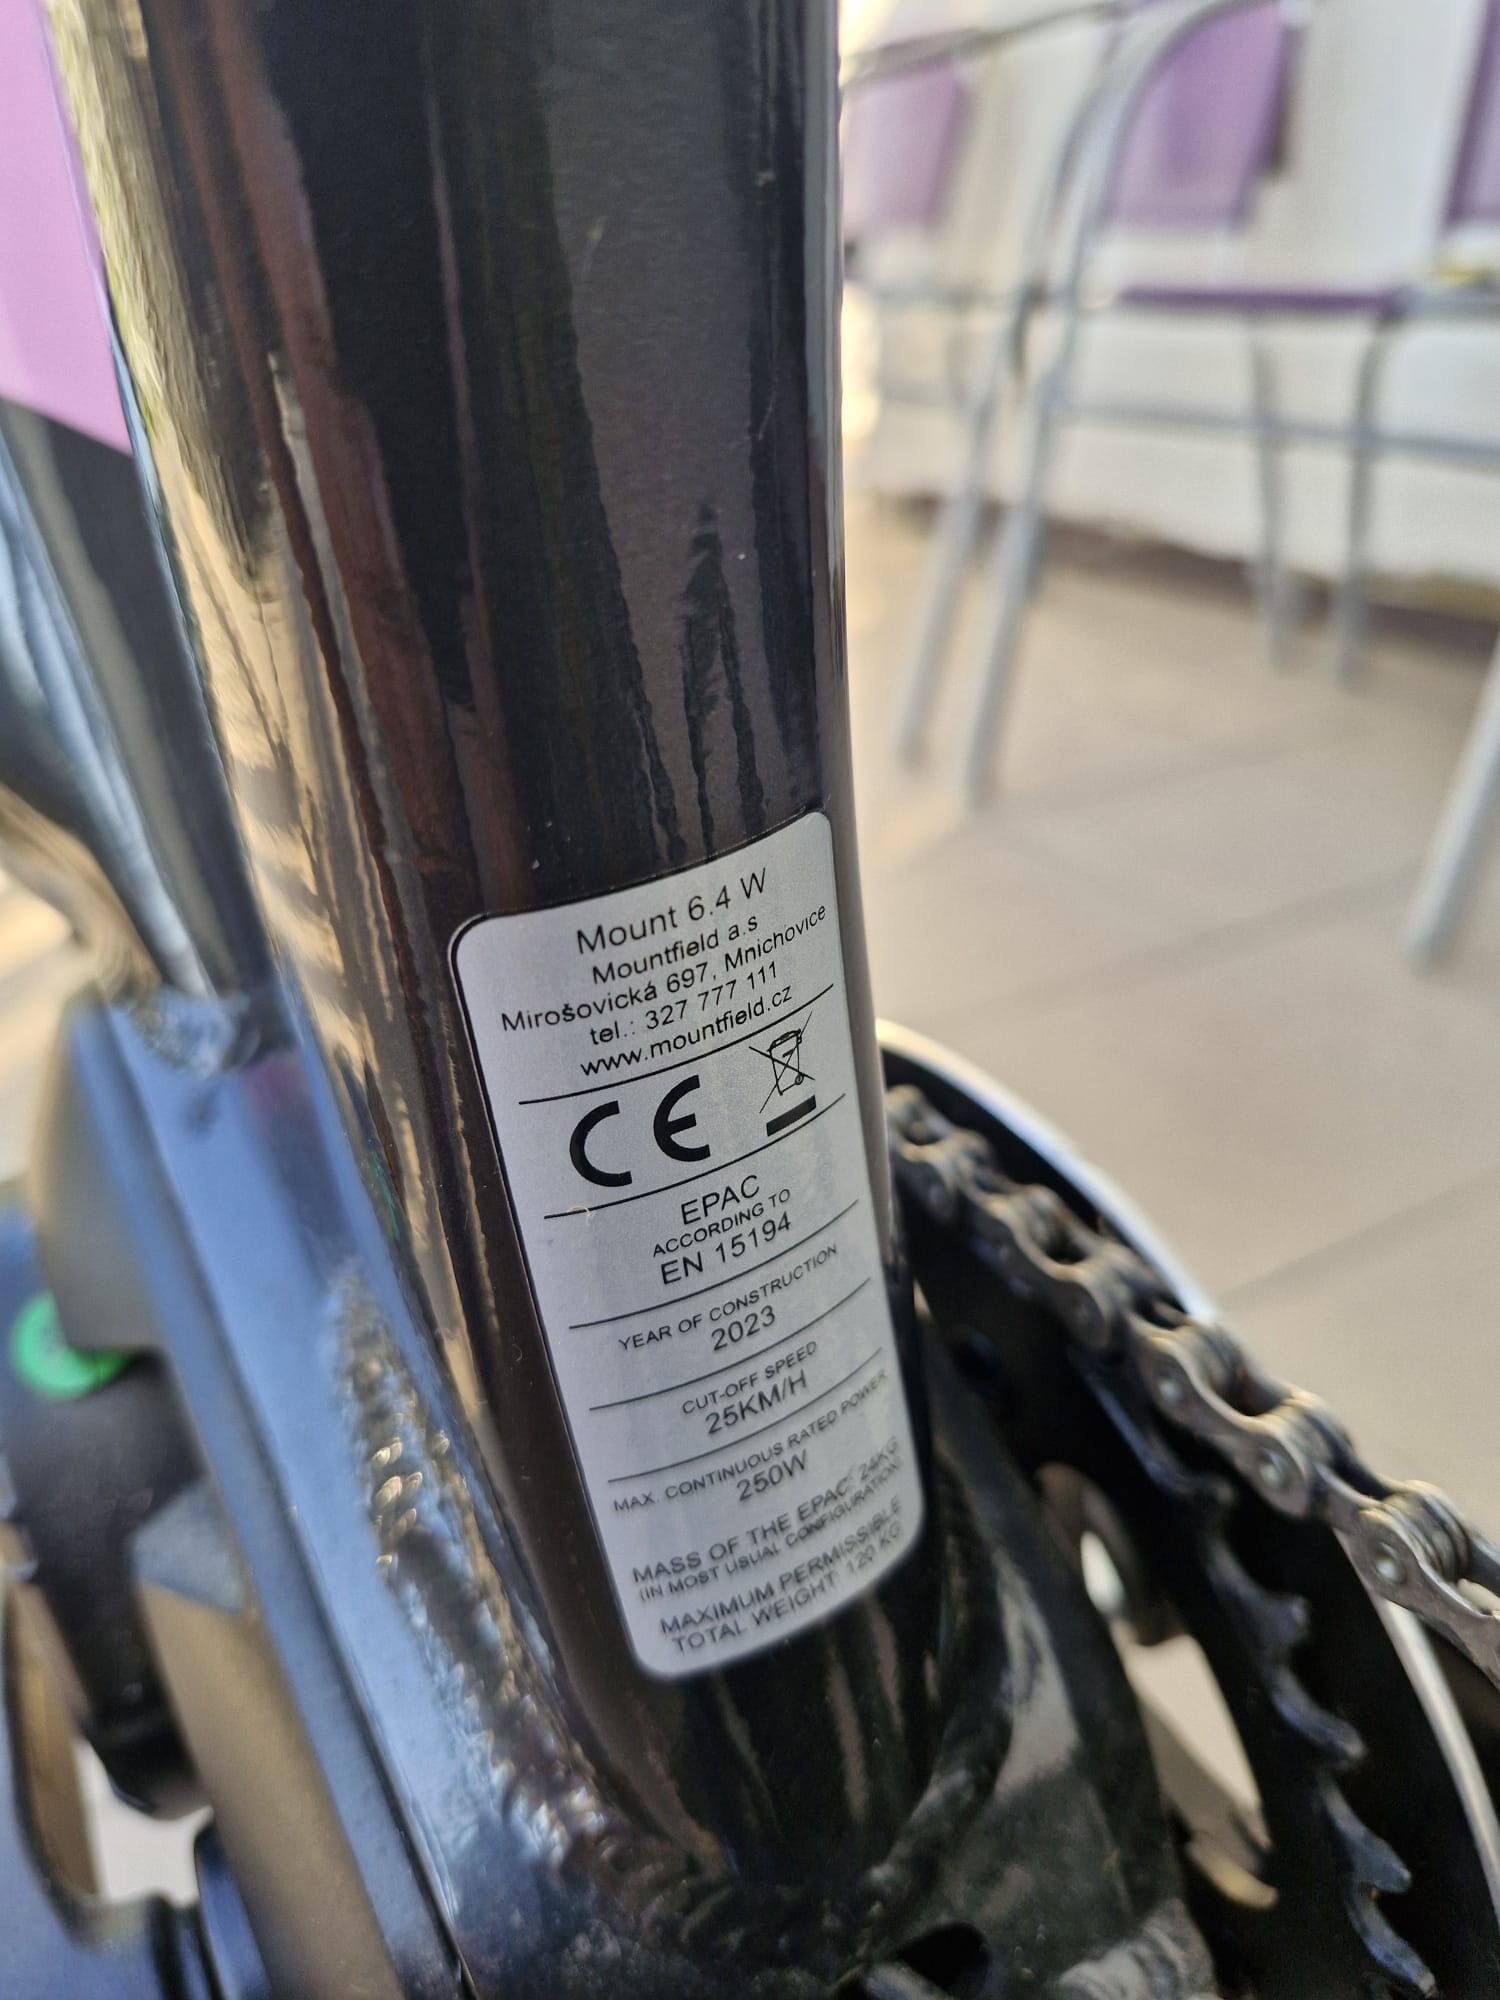 Mount 6.4 W
Mountfield a.s
Mirošovická 697, Mnichovice
tel.: 327 777 111
www.mountfield.cz
CE
EPAC
ACCORDING TO
EN 15194
YEAR OF CONSTRUCTION
2023
CUT-OFF SPEED
25KM/H
MAX. CONTINUOUS RATED POWER
250W
MASS OF THE EPAC: 24KG
(IN MOST USUAL CONFIGURATION)
MAXIMUM PERMISSIBLE
TOTAL WEIGHT 120 KG